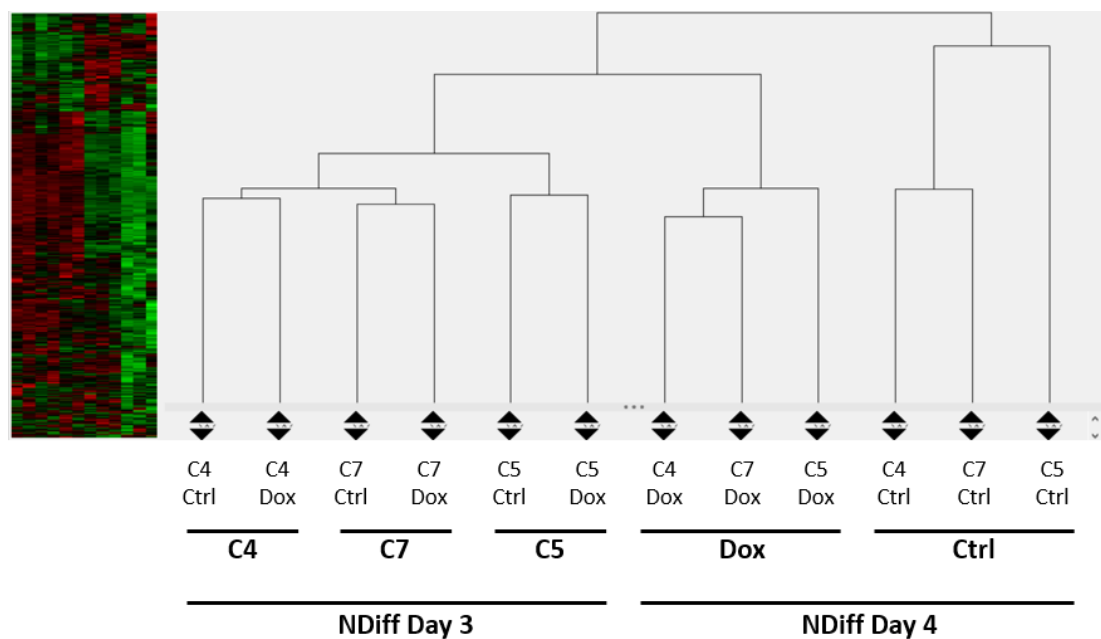 C4 C4 C7 C7 C5 C5 C4 C7 C5 C4 C7 C5
Ctrl Dox Ctrl Dox Ctrl Dox Dox Dox Dox Ctrl Ctrl Ctrl
C4 C7 C5 Dox Ctrl
NDiff Day 3 NDiff Day 4